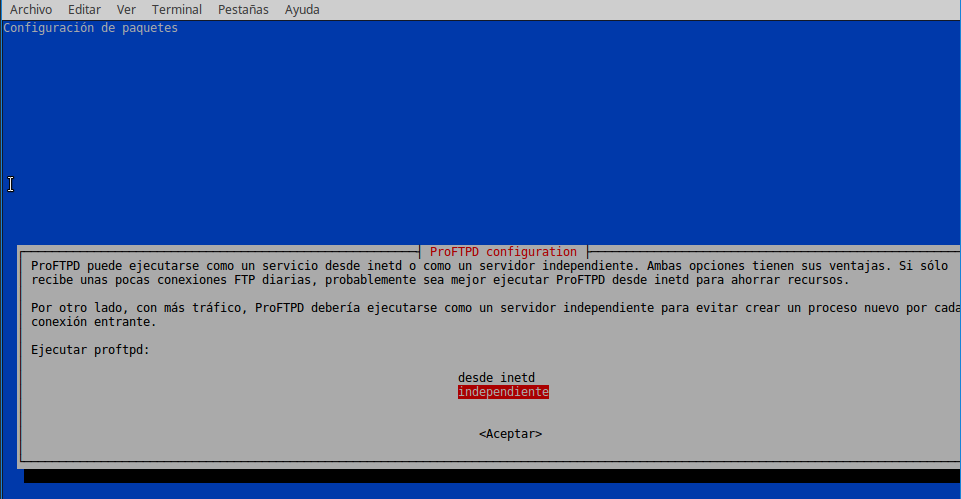 Archivo Editar Ver Terminal Pestañas Ayuda
Configuración de paquetes
ProFTPD configuration
ProFTPD puede ejecutarse como un servicio desde inetd o como un servidor independiente. Ambas opciones tienen sus ventajas. Si sólo
recibe unas pocas conexiones FTP diarias, probablemente sea mejor ejecutar ProFTPD desde inetd para ahorrar recursos.
Por otro lado, con más tráfico, ProFTPD debería ejecutarse como un servidor independiente para evitar crear un proceso nuevo por cada
conexión entrante.
Ejecutar proftpd:
desde inetd
independiente
<Aceptar>